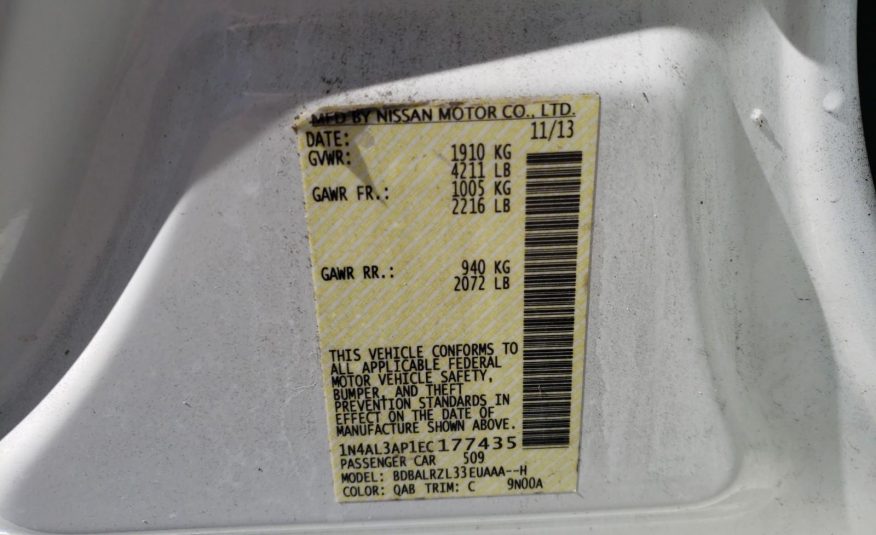 MFD BY NISSAN MOTOR CO., LTD.
DATE: 11/13
GVWR: 1910 KG
4211 LB
GAWR FR.: 1005 KG
2216 LB
GAWR RR.: 940 KG
2072 LB
THIS VEHICLE CONFORMS TO
ALL APPLICABLE FEDERAL
MOTOR VEHICLE SAFETY,
BUMPER, AND THEFT
PREVENTION STANDARDS IN
EFFECT ON THE DATE OF
MANUFACTURE SHOWN ABOVE.
1N4AL3AP1EC177435
PASSENGER CAR 509
MODEL: BDBALRZL33EUAAA--H
COLOR: QAB TRIM: C 9N00A